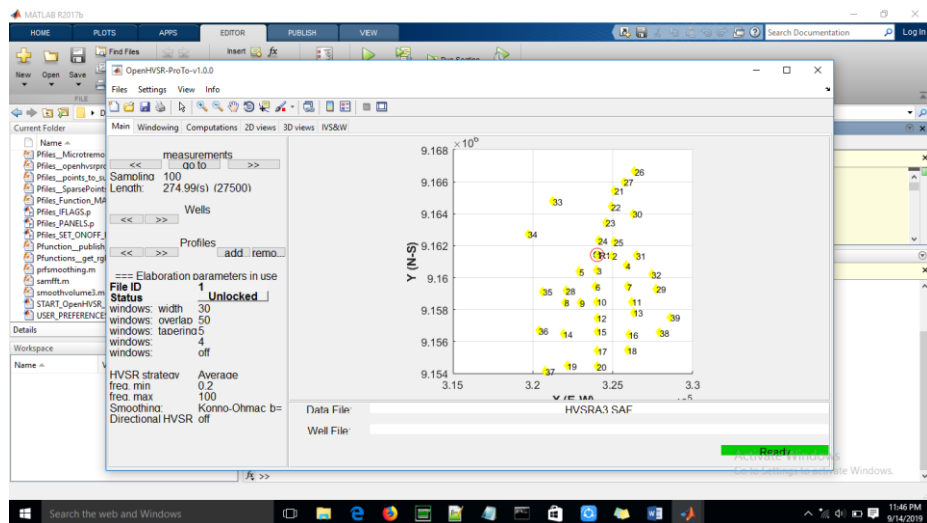 MATLAB R2017b
HOME PLOTS APPS EDITOR PUBLISH VIEW Search Documentation Log In
New Open Save Find Files Insert fx
FILE
OpenHVSR-ProTo-v1.0.0
Files Settings View Info
Main Windowing Computations 2D views 3D views IVS&W
Current Folder
Name
Pfiles__Microtremo
Pfiles__openhvsrpro
Pfiles__points_to_su
Pfiles__SparsePoint
Pfiles_Function_MA
Pfiles_IFLAGS.p
Pfiles_PANELS.p
Pfiles_SET_ONOFF_
Pfunction__publish
Pfunctions__get_rgl
prfsmoothing.m
samfft.m
smoothvolume3.m
START_OpenHVSR_
USER_PREFERENCE
Details
Workspace
Name
measurements
<< go to >>
Sampling 100
Length: 274.99(s) (27500)
Wells
<< >>
Profiles
<< >> add remo...
=== Elaboration parameters in use
File ID 1
Status Unlocked
windows: width 30
windows: overlap 50
windows: tapering 5
windows: 4
windows: off
HVSR strategy Average
freq. min 0.2
freq. max 100
Smoothing: Konno-Ohmac b=
Directional HVSR off
×10⁶
Y (N-S)
9.168
9.166
9.164
9.162
9.16
9.158
9.156
9.154
3.15 3.2 3.25 3.3
26
27
21
33
22
30
23
34
24 25
R1 2
31
4
5 3
32
6 7 29
35 28
8 9 10 11
13
12
39
36
14 15 16 38
17 18
37 19 20
Data File: HVSRA3.SAF
Well File:
Ready
Activate Windows
Go to Settings to activate Windows.
fx >>
Search the web and Windows
11:46 PM
9/14/2019